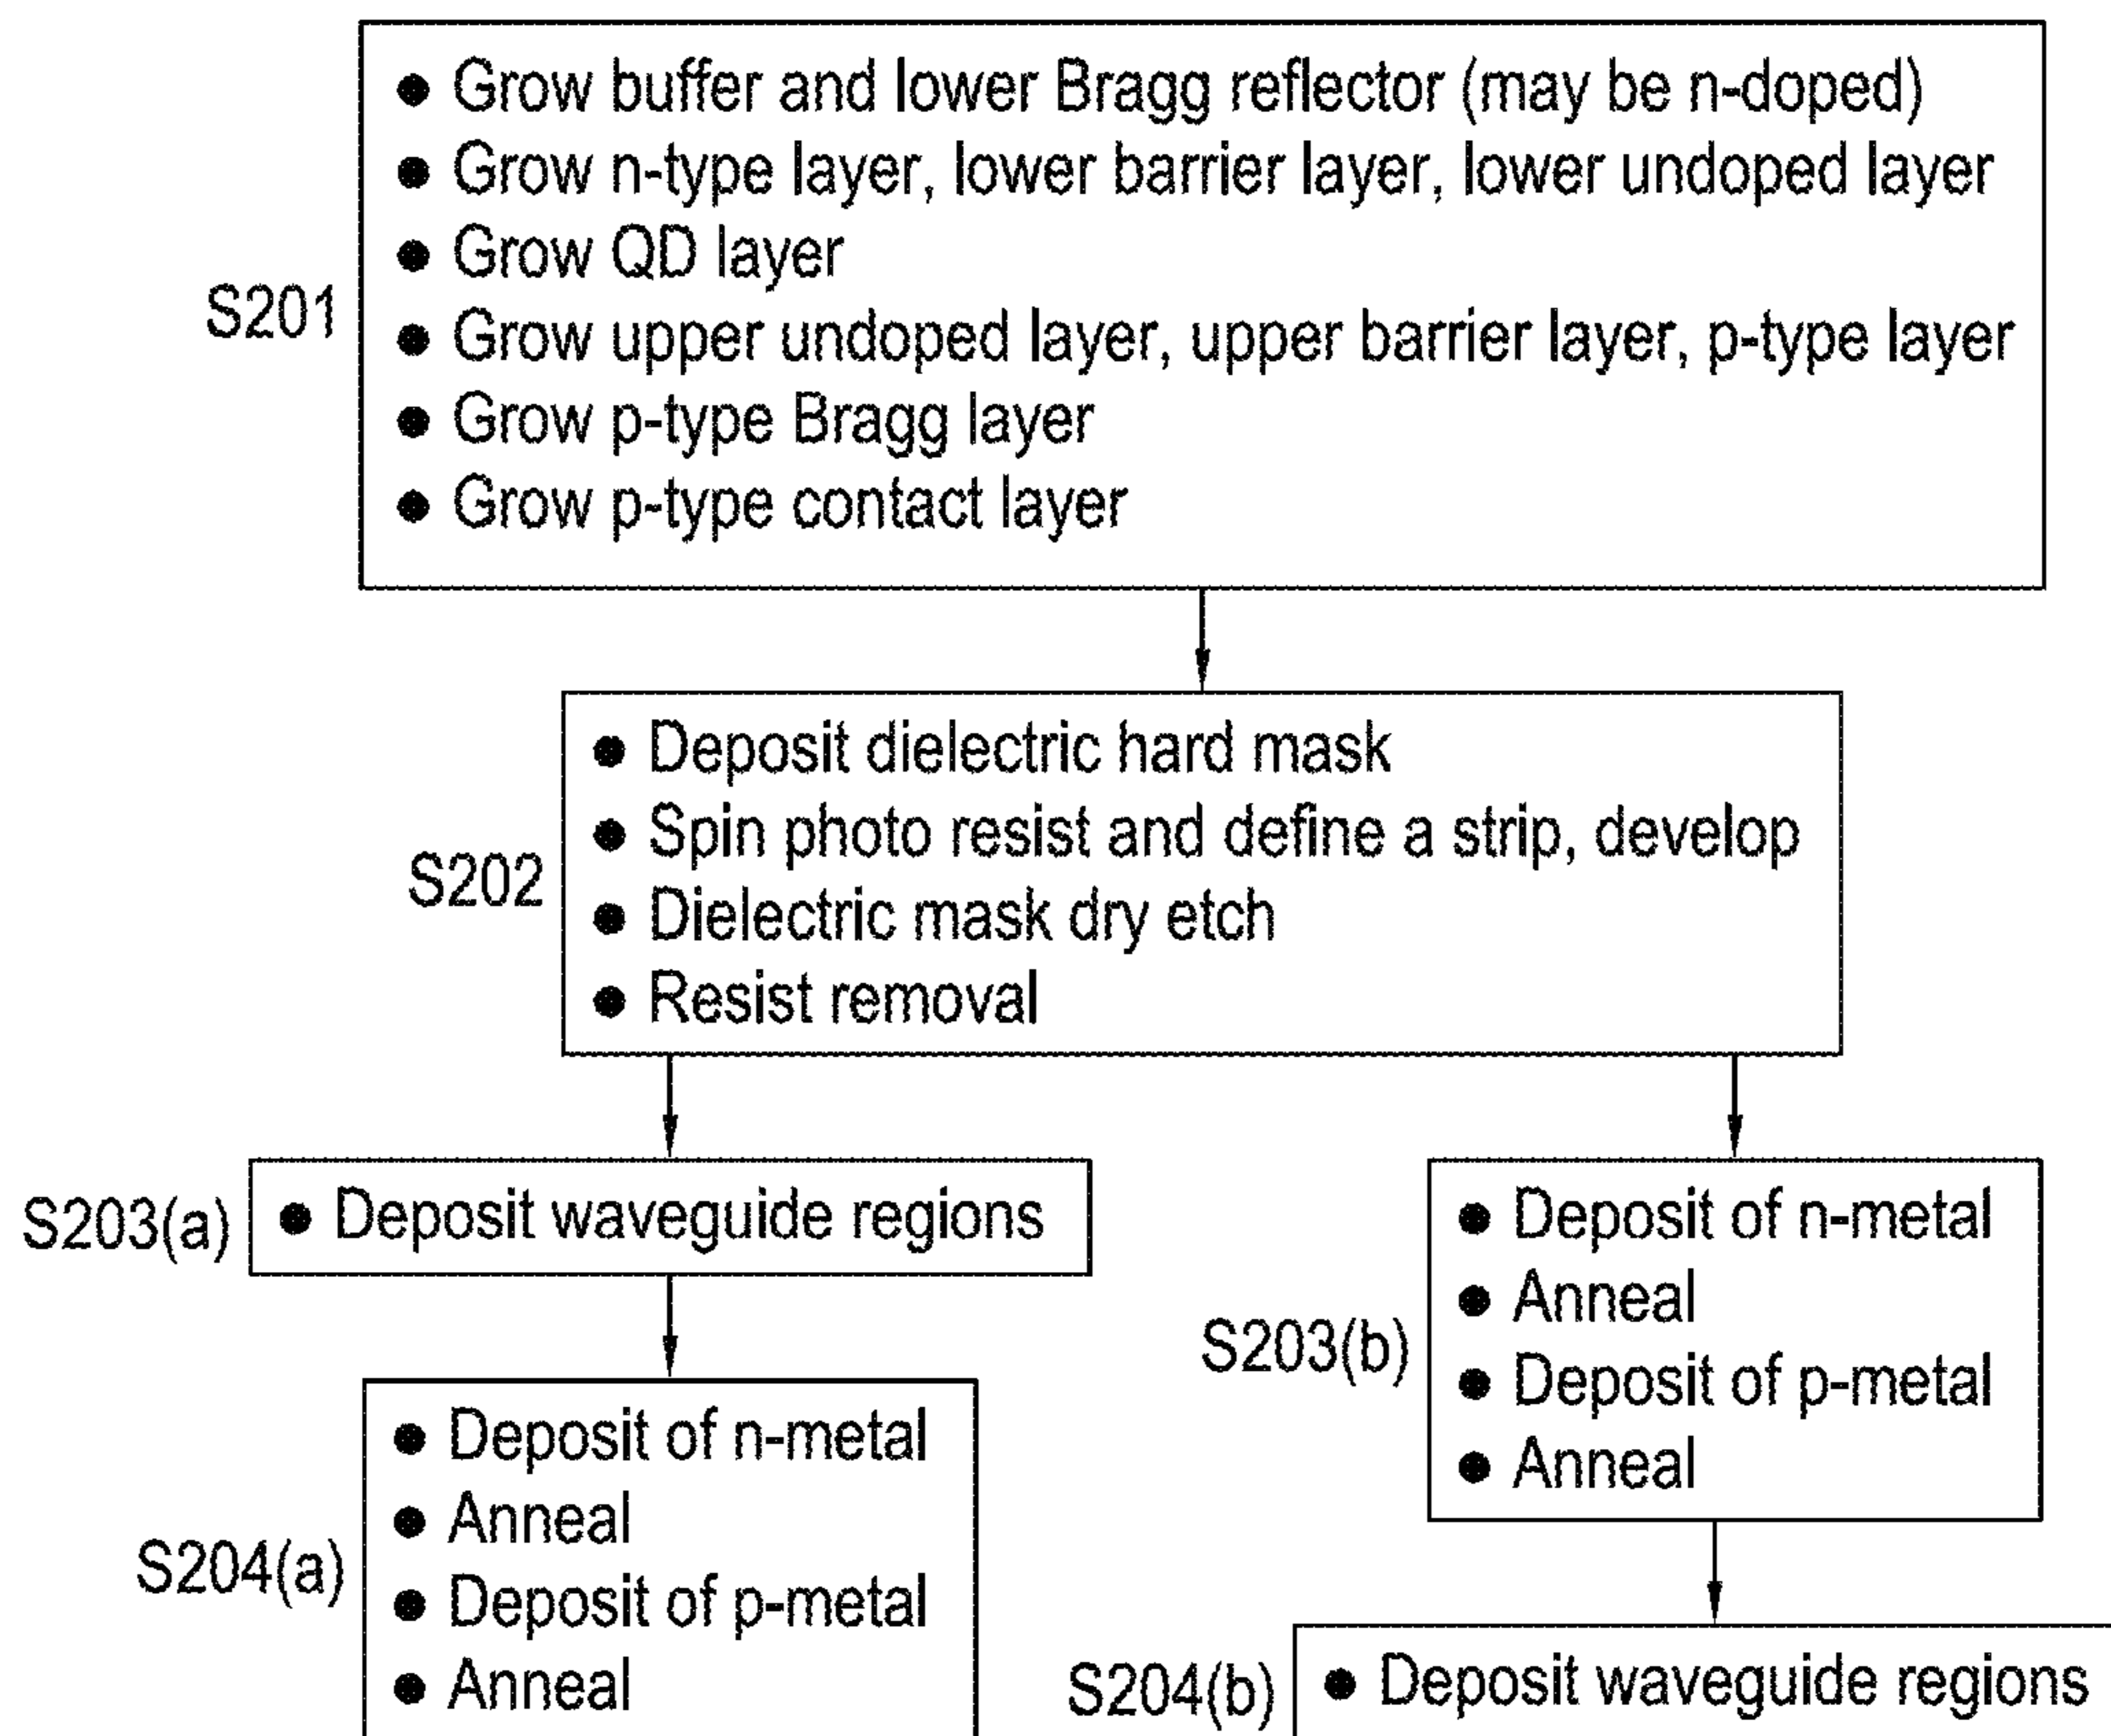 ● Grow buffer and lower Bragg reflector (may be n-doped)
● Grow n-type layer, lower barrier layer, lower undoped layer
● Grow QD layer
S201
● Grow upper undoped layer, upper barrier layer, p-type layer
● Grow p-type Bragg layer
● Grow p-type contact layer
● Deposit dielectric hard mask
● Spin photo resist and define a strip, develop
S202
● Dielectric mask dry etch
● Resist removal
S203(a)
● Deposit waveguide regions
S204(a)
● Deposit of n-metal
● Anneal
● Deposit of p-metal
● Anneal
S203(b)
● Deposit of n-metal
● Anneal
● Deposit of p-metal
● Anneal
S204(b)
● Deposit waveguide regions